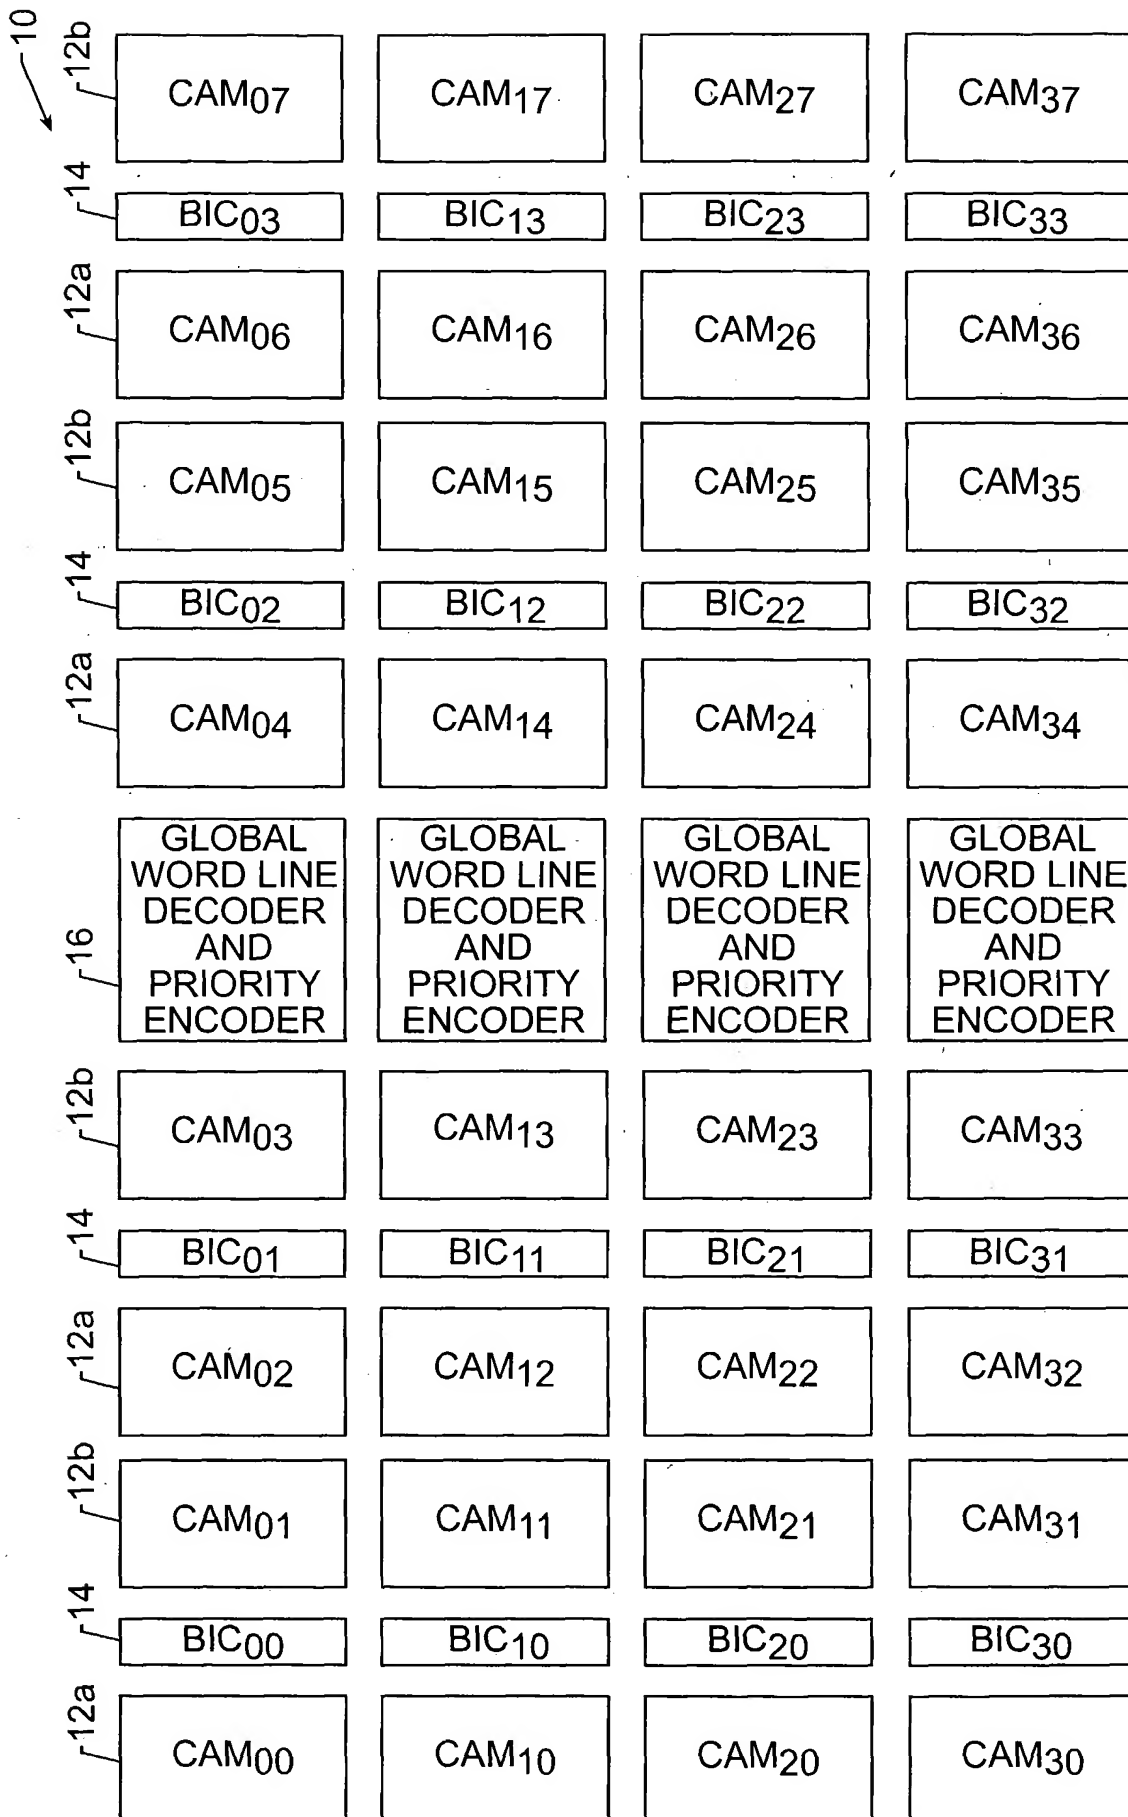 10
12b
CAM07 CAM17 CAM27 CAM37
14
BIC03 BIC13 BIC23 BIC33
12a
CAM06 CAM16 CAM26 CAM36
12b
CAM05 CAM15 CAM25 CAM35
14
BIC02 BIC12 BIC22 BIC32
12a
CAM04 CAM14 CAM24 CAM34
16
GLOBAL
WORD LINE
DECODER
AND
PRIORITY
ENCODER
GLOBAL
WORD LINE
DECODER
AND
PRIORITY
ENCODER
GLOBAL
WORD LINE
DECODER
AND
PRIORITY
ENCODER
GLOBAL
WORD LINE
DECODER
AND
PRIORITY
ENCODER
12b
CAM03 CAM13 CAM23 CAM33
14
BIC01 BIC11 BIC21 BIC31
12a
CAM02 CAM12 CAM22 CAM32
12b
CAM01 CAM11 CAM21 CAM31
14
BIC00 BIC10 BIC20 BIC30
12a
CAM00 CAM10 CAM20 CAM30